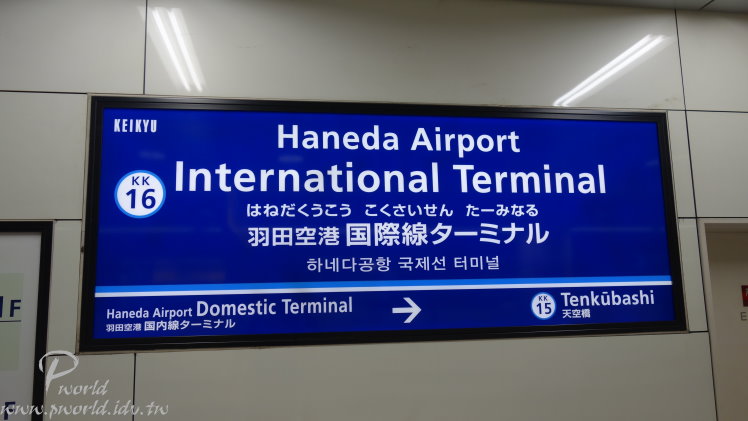 KEIKYU
Haneda Airport
KK
16
International Terminal
はねだくうこう こくさいせん たーみなる
羽田空港 国際線ターミナル
하네다공항 국제선 터미널
Haneda Airport Domestic Terminal
羽田空港 国内線ターミナル
→
KK
15
Tenkūbashi
天空橋
F
F
E
Pworld
www.pworld.idv.tw